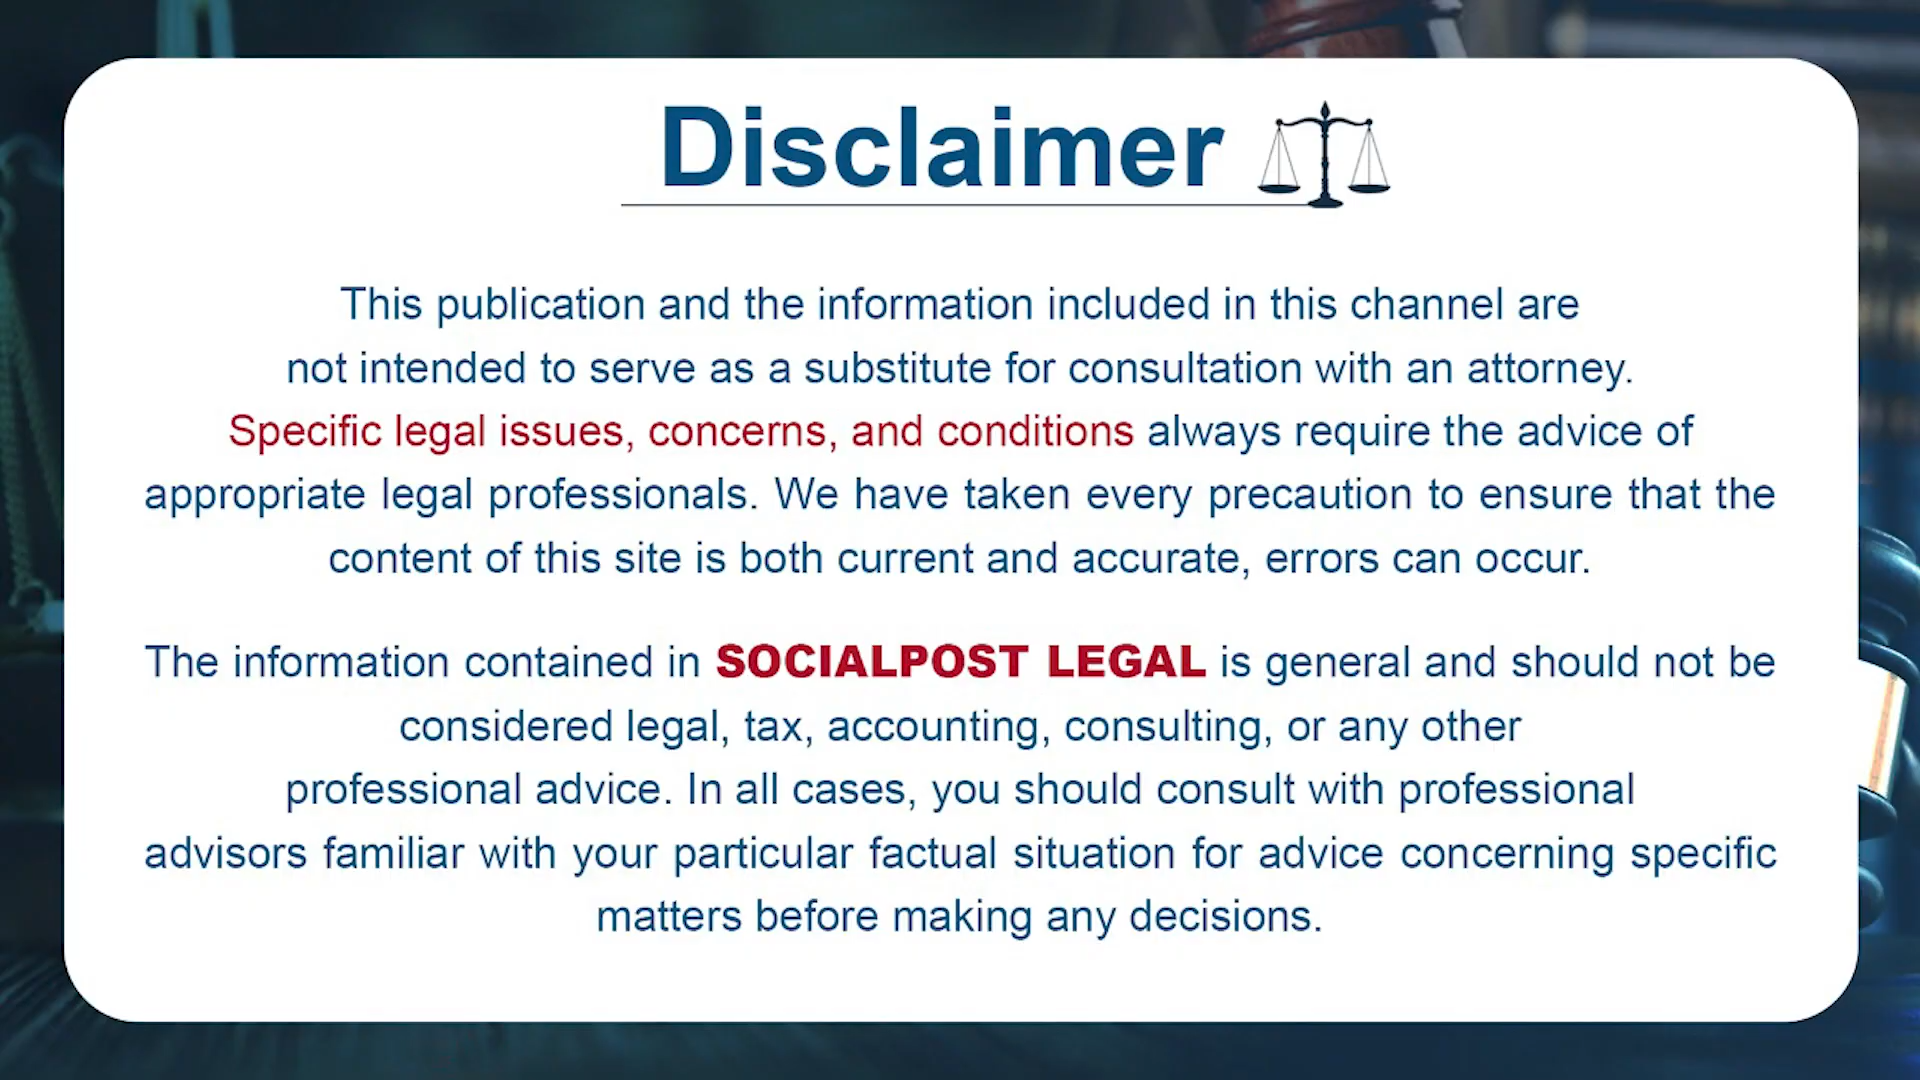 Disclaimer
This publication and the information included in this channel are
not intended to serve as a substitute for consultation with an attorney.
Specific legal issues, concerns, and conditions always require the advice of
appropriate legal professionals. We have taken every precaution to ensure that the
content of this site is both current and accurate, errors can occur.
The information contained in SOCIALPOST LEGAL is general and should not be
considered legal, tax, accounting, consulting, or any other
professional advice. In all cases, you should consult with professional
advisors familiar with your particular factual situation for advice concerning specific
matters before making any decisions.